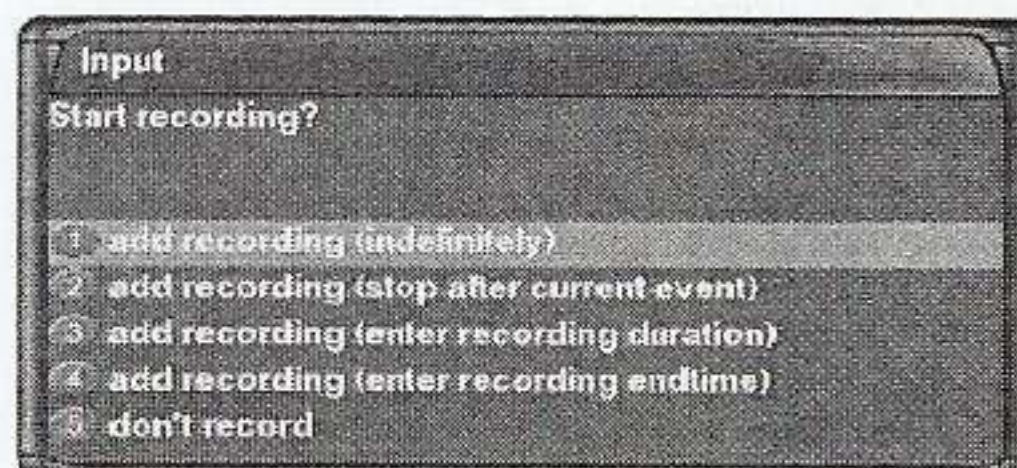 Input
Start recording?
1 add recording (indefinitely)
2 add recording (stop after current event)
3 add recording (enter recording duration)
4 add recording (enter recording endtime)
5 don't record